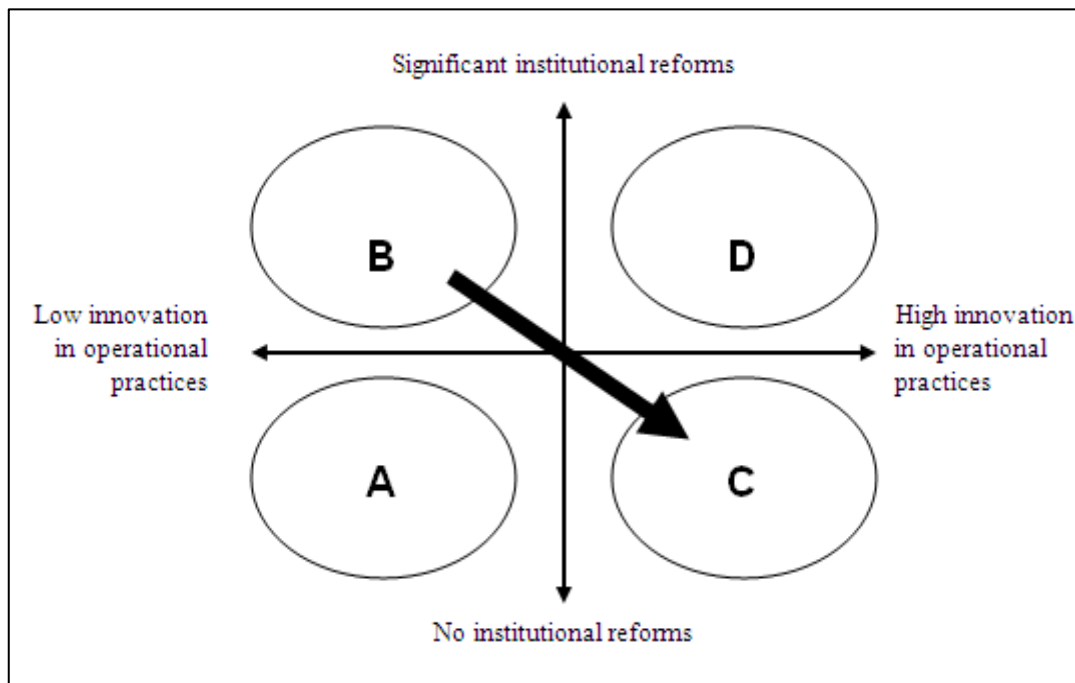 Significant institutional reforms
B
D
Low innovation
in operational
practices
High innovation
in operational
practices
A
C
No institutional reforms